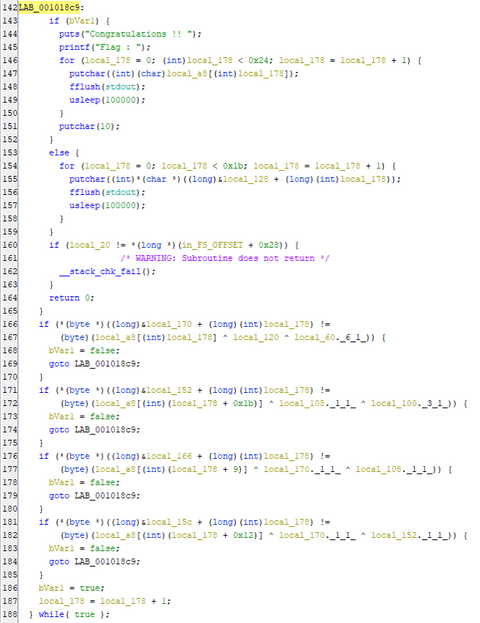 142 LAB_001018c9:
143 if (bVar1) {
144 puts("Congratulations !! ");
145 printf("Flag : ");
146 for (local_178 = 0; (int)local_178 < 0x24; local_178 = local_178 + 1) {
147 putchar((int)(char)local_a8[(int)local_178]);
148 fflush(stdout);
149 usleep(100000);
150 }
151 putchar(10);
152 }
153 else {
154 for (local_178 = 0; local_178 < 0x1b; local_178 = local_178 + 1) {
155 putchar((int)*(char *)((long)&local_128 + (long)(int)local_178));
156 fflush(stdout);
157 usleep(100000);
158 }
159 }
160 if (local_20 != *(long *)(in_FS_OFFSET + 0x28)) {
161 /* WARNING: Subroutine does not return */
162 __stack_chk_fail();
163 }
164 return 0;
165 }
166 if (*(byte *)((long)&local_170 + (long)(int)local_178) !=
167 (byte)(local_a8[(int)local_178] ^ local_120 ^ local_60._6_1_)) {
168 bVar1 = false;
169 goto LAB_001018c9;
170 }
171 if (*(byte *)((long)&local_152 + (long)(int)local_178) !=
172 (byte)(local_a8[(int)(local_178 + 0x1b)] ^ local_108._1_1_ ^ local_100._3_1_)) {
173 bVar1 = false;
174 goto LAB_001018c9;
175 }
176 if (*(byte *)((long)&local_166 + (long)(int)local_178) !=
177 (byte)(local_a8[(int)(local_178 + 9)] ^ local_170._1_1_ ^ local_108._1_1_)) {
178 bVar1 = false;
179 goto LAB_001018c9;
180 }
181 if (*(byte *)((long)&local_15c + (long)(int)local_178) !=
182 (byte)(local_a8[(int)(local_178 + 0x12)] ^ local_170._1_1_ ^ local_152._1_1_)) {
183 bVar1 = false;
184 goto LAB_001018c9;
185 }
186 bVar1 = true;
187 local_178 = local_178 + 1;
188 } while( true );